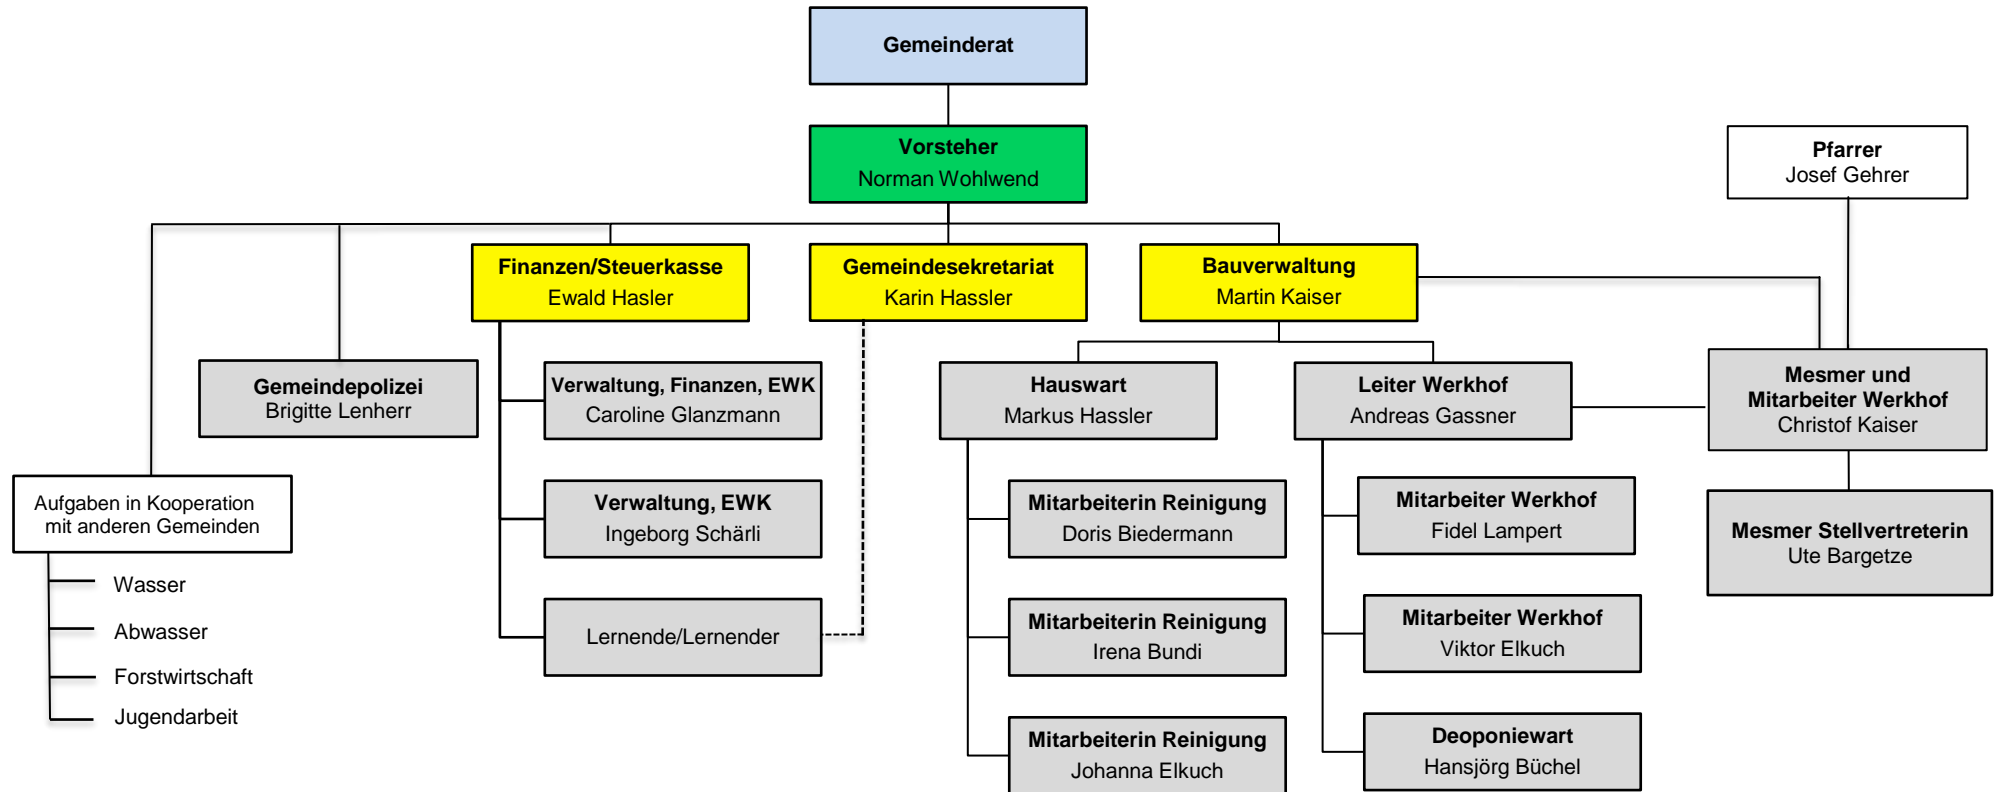 Gemeinderat
Vorsteher
Norman Wohlwend
Pfarrer
Josef Gehrer
Finanzen/Steuerkasse
Ewald Hasler
Gemeindesekretariat
Karin Hassler
Bauverwaltung
Martin Kaiser
Gemeindepolizei
Brigitte Lenherr
Verwaltung, Finanzen, EWK
Caroline Glanzmann
Hauswart
Markus Hassler
Leiter Werkhof
Andreas Gassner
Mesmer und
Mitarbeiter Werkhof
Christof Kaiser
Aufgaben in Kooperation
mit anderen Gemeinden
Verwaltung, EWK
Ingeborg Schärli
Mitarbeiterin Reinigung
Doris Biedermann
Mitarbeiter Werkhof
Fidel Lampert
Mesmer Stellvertreterin
Ute Bargetze
Wasser
Abwasser
Forstwirtschaft
Jugendarbeit
Lernende/Lernender
Mitarbeiterin Reinigung
Irena Bundi
Mitarbeiter Werkhof
Viktor Elkuch
Mitarbeiterin Reinigung
Johanna Elkuch
Deoponiewart
Hansjörg Büchel